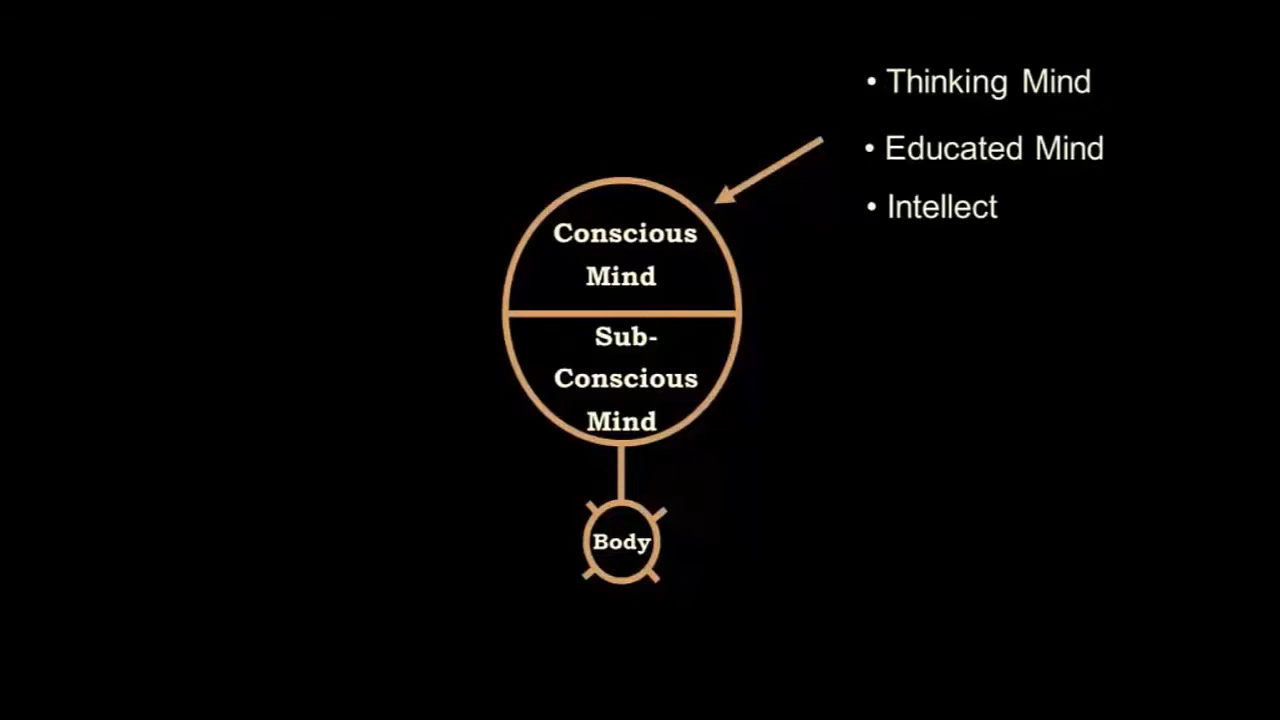 • Thinking Mind
• Educated Mind
• Intellect
Conscious
Mind
Sub-
Conscious
Mind
Body